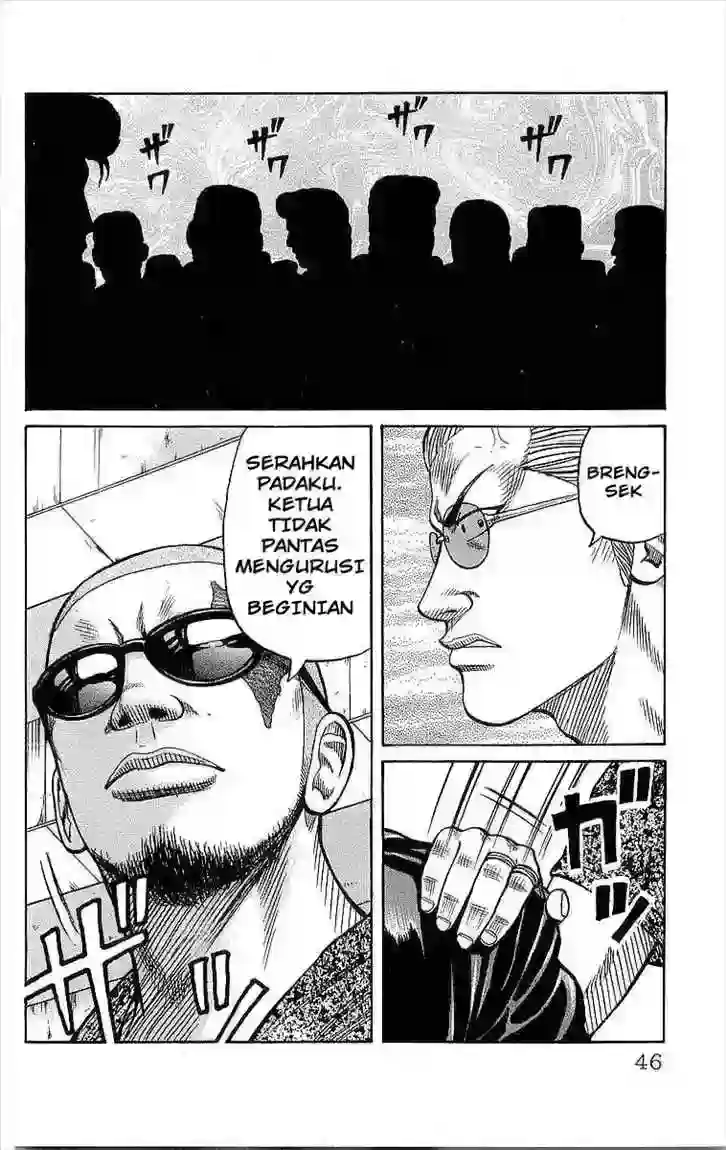 ザワ
ザワ
ザワ
ザワ
BRENG-
SEK
ガッ
SERAHKAN
PADAKU.
KETUA
TIDAK
PANTAS
MENGURUSI
YG
BEGINIAN
ザッ
46